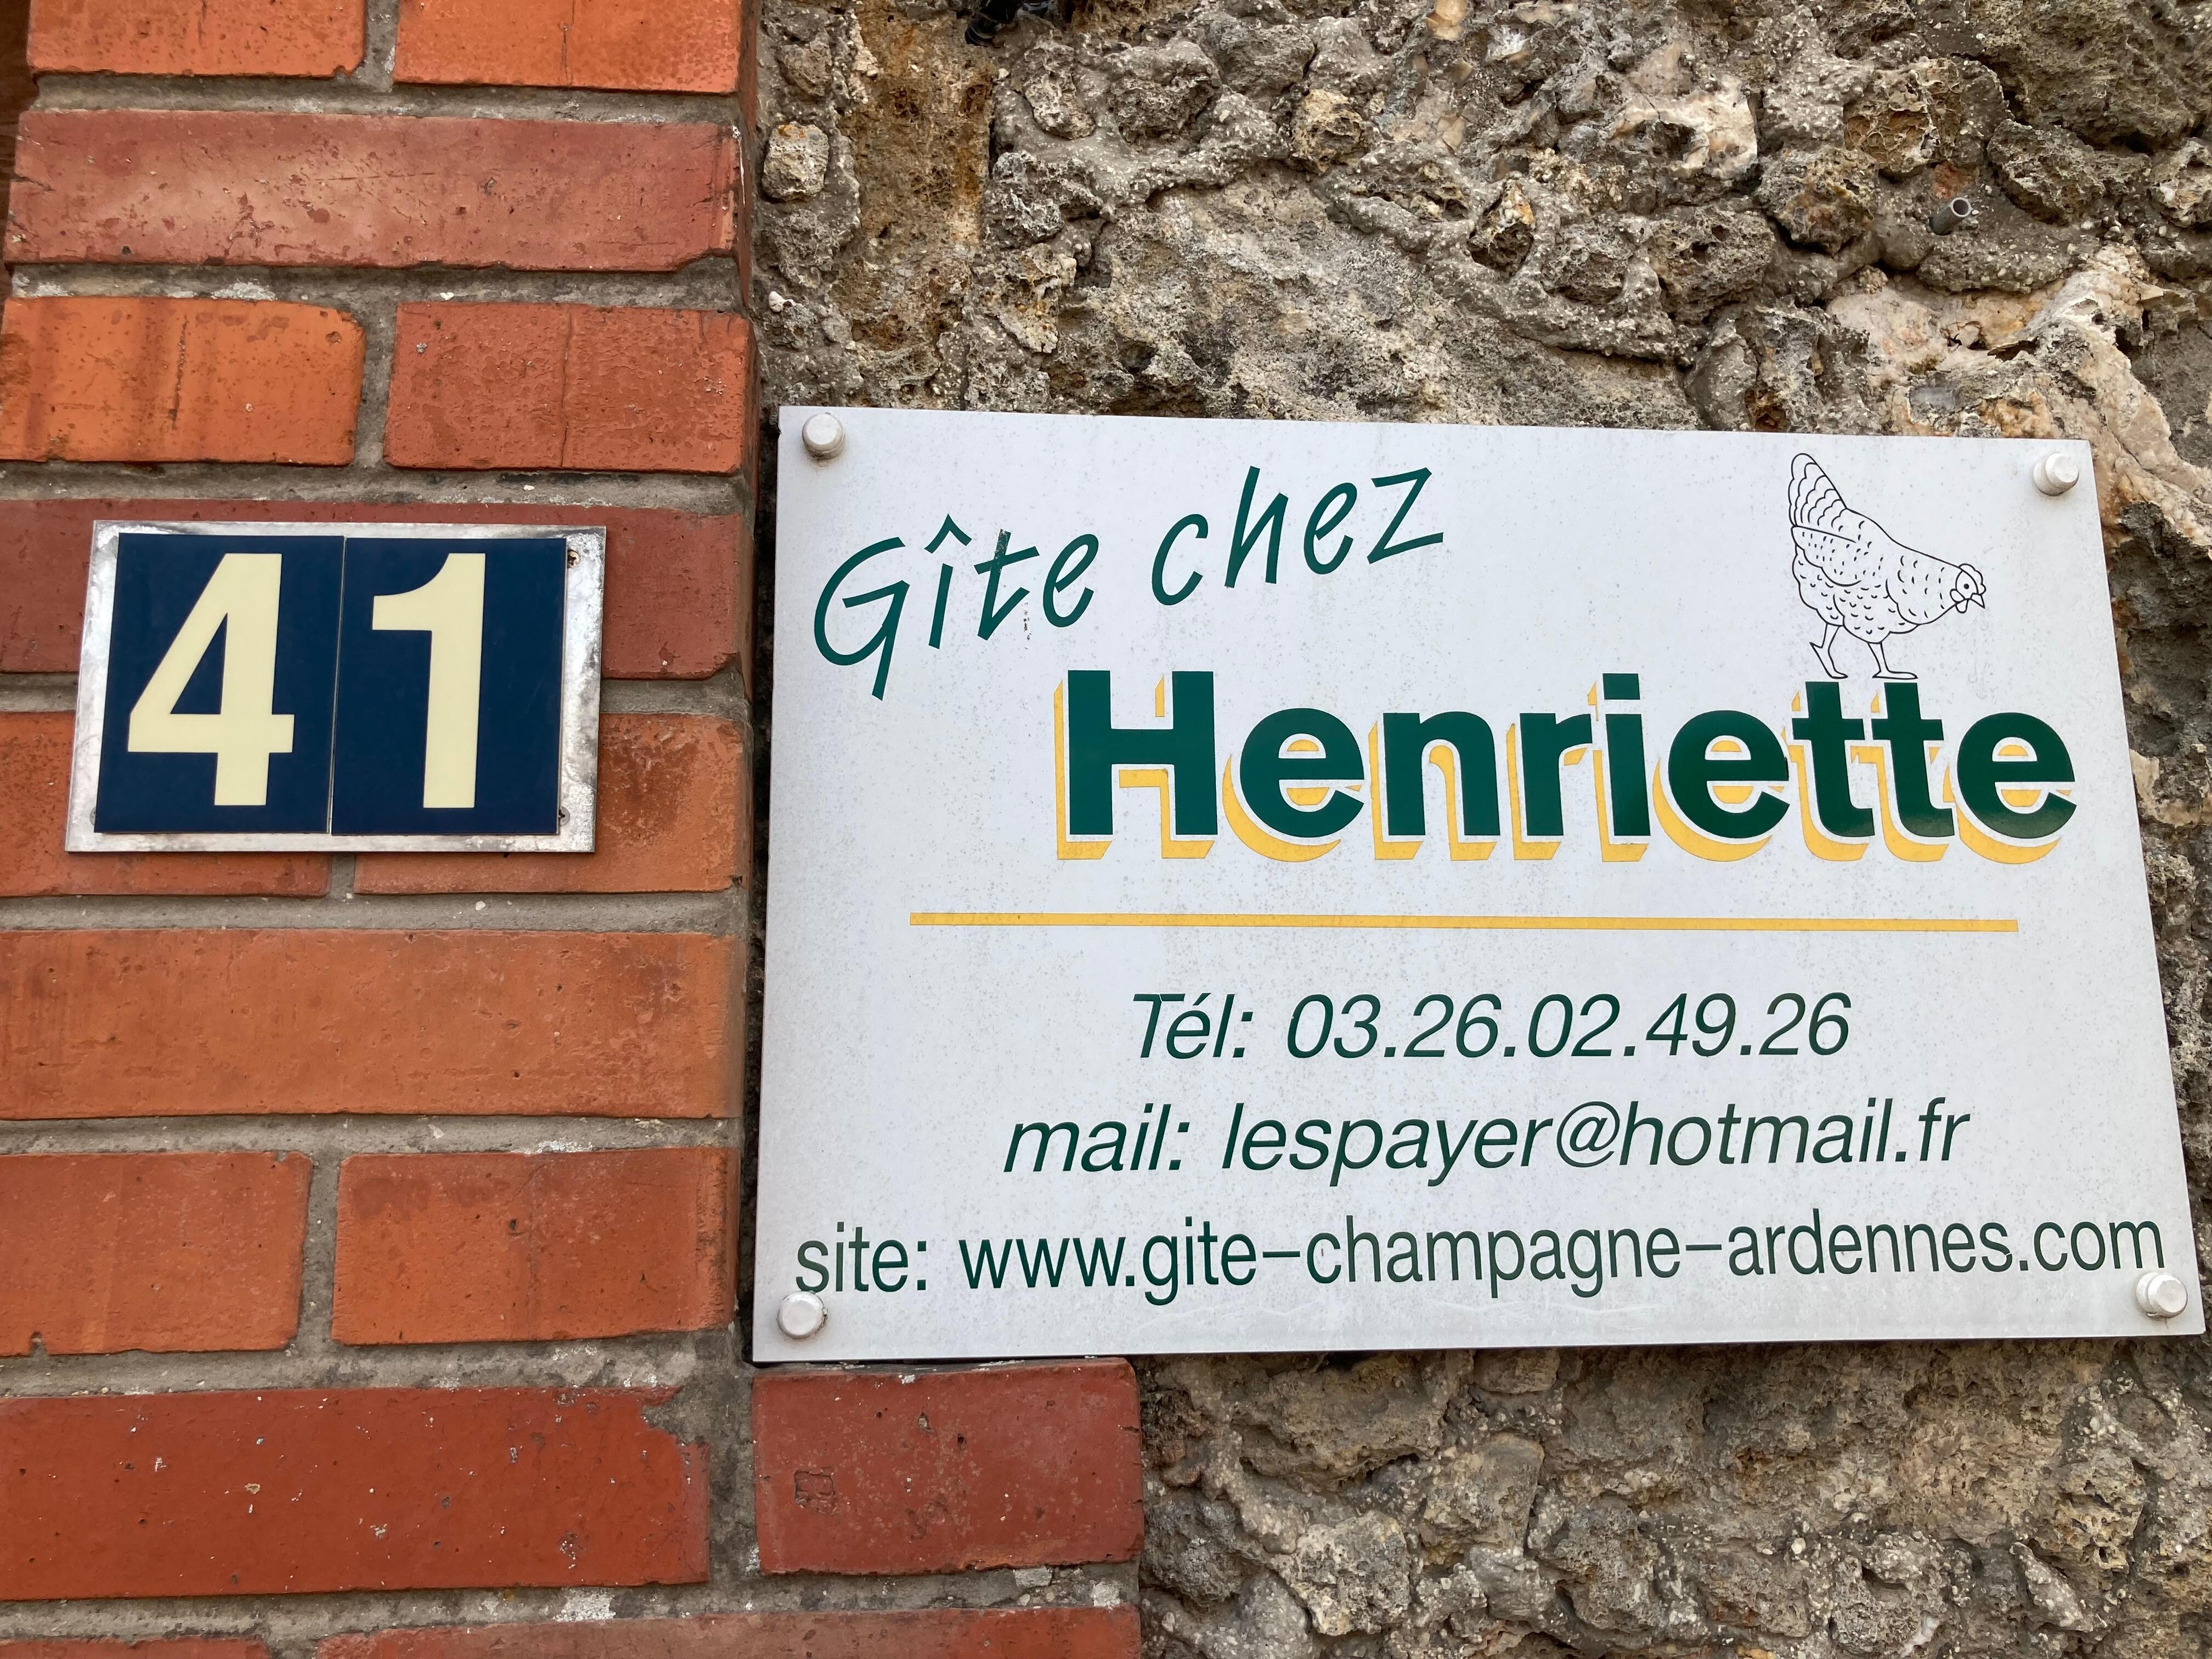 41
Gîte chez
Henriette
Tél: 03.26.02.49.26
mail: lespayer@hotmail.fr
site: www.gite-champagne-ardennes.com